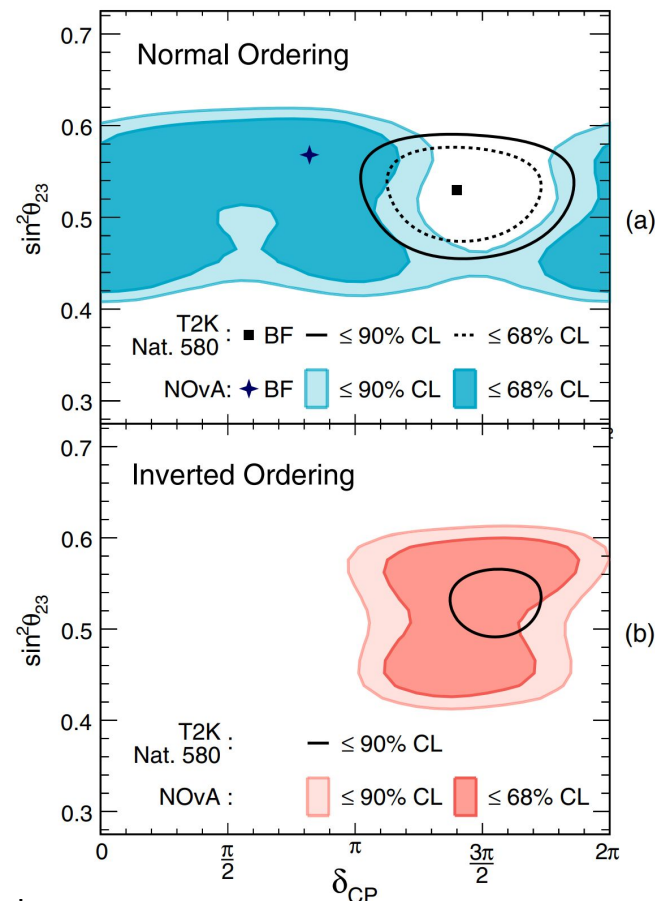 0.7
Normal Ordering
0.6
0.5
sin²θ₂₃
(a)
0.4
T2K
Nat. 580 : BF ≤ 90% CL ≤ 68% CL
NOvA: BF ≤ 90% CL ≤ 68% CL
0.3
0.7
Inverted Ordering
0.6
0.5
sin²θ₂₃
(b)
0.4
T2K
Nat. 580 : ≤ 90% CL
NOvA : ≤ 90% CL ≤ 68% CL
0.3
0 π/2 π 3π/2 2π
δCP